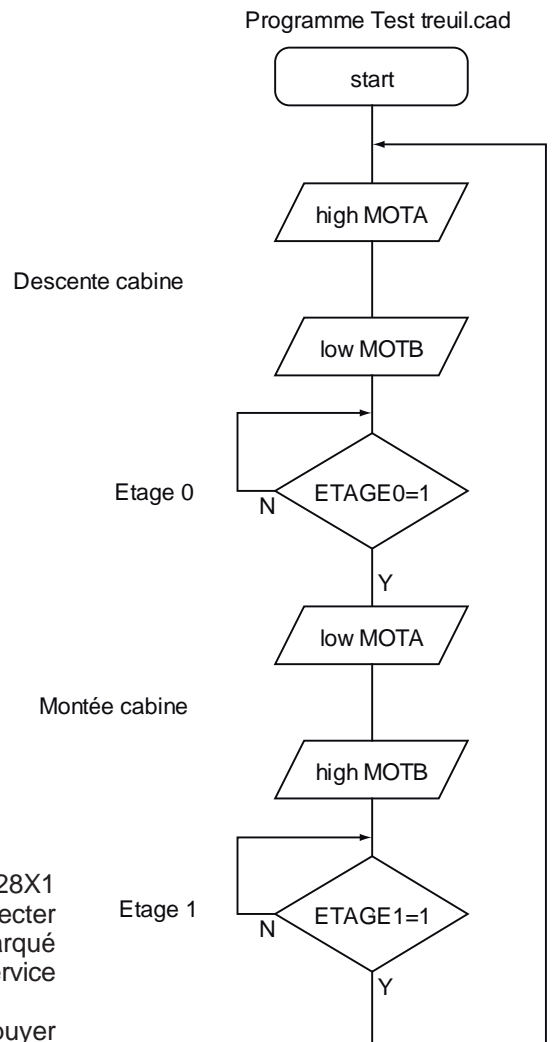 Programme Test treuil.cad
start
high MOTA
Descente cabine
low MOTB
Etage 0
ETAGE0=1
N
Y
low MOTA
Montée cabine
high MOTB
28X1
Etage 1
ETAGE1=1
N
Y